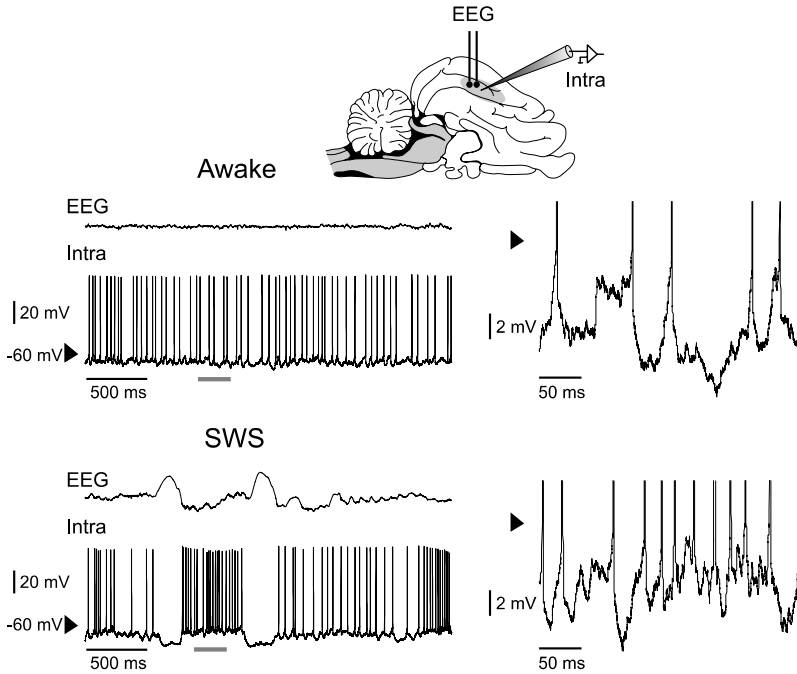 EEG
Intra
Awake
EEG
Intra
20 mV
-60 mV
500 ms
2 mV
50 ms
SWS
EEG
Intra
20 mV
-60 mV
500 ms
2 mV
50 ms